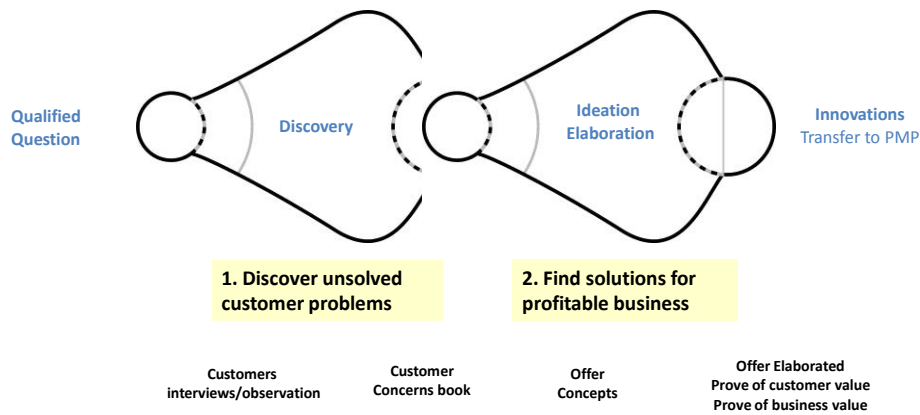 Qualified
Question
Discovery
Ideation
Elaboration
Innovations
Transfer to PMP
1. Discover unsolved
customer problems
2. Find solutions for
profitable business
Customers
interviews/observation
Customer
Concerns book
Offer
Concepts
Offer Elaborated
Prove of customer value
Prove of business value